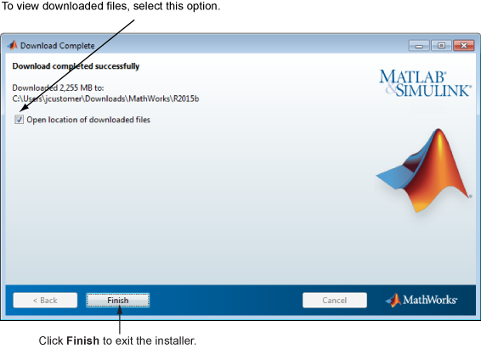 To view downloaded files, select this option.
Download Complete
Download completed successfully
Downloaded 2,255 MB to:
C:\Users\jcustomer\Downloads\MathWorks\R2015b
Open location of downloaded files
MATLAB
&SIMULINK®
< Back
Finish
Cancel
MathWorks®
Click Finish to exit the installer.